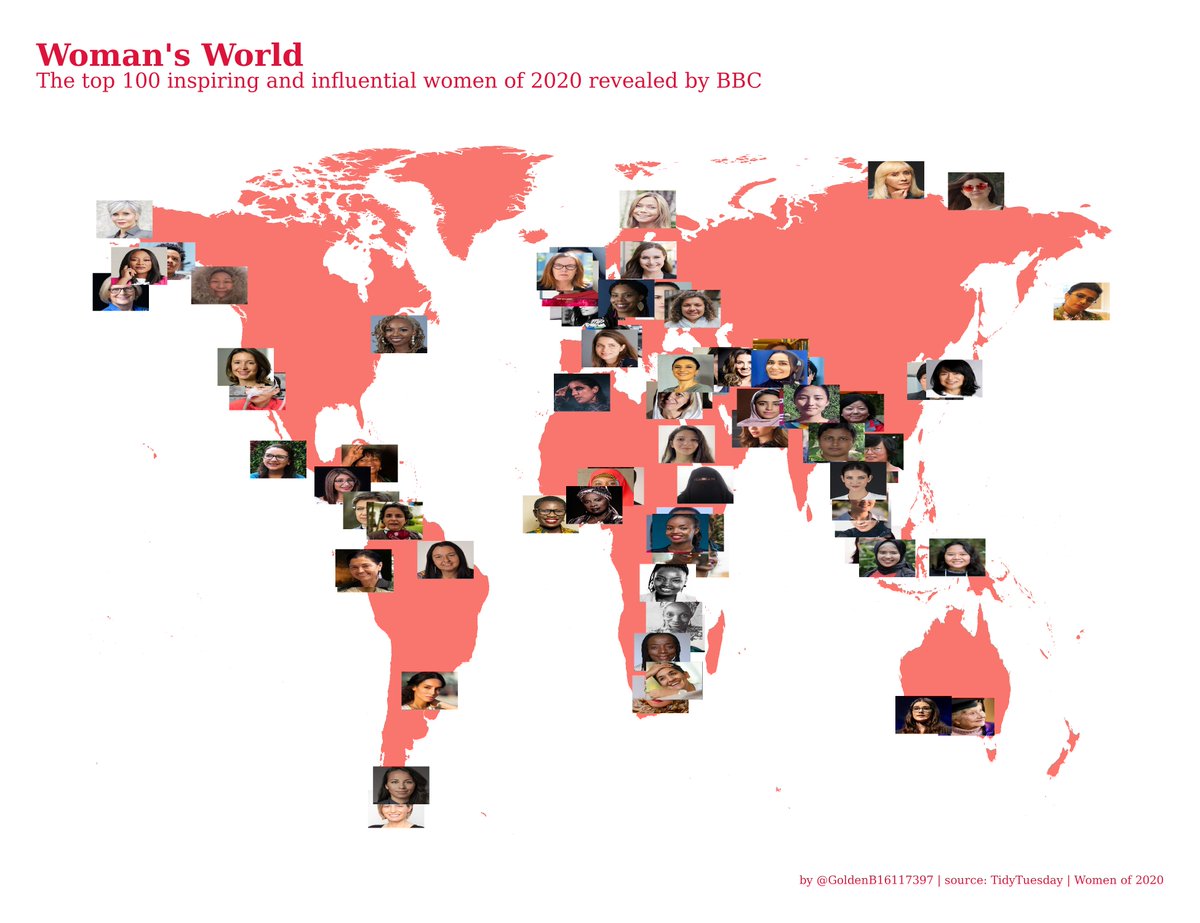 Woman's World
The top 100 inspiring and influential women of 2020 revealed by BBC
by @GoldenB16117397 | source: TidyTuesday | Women of 2020